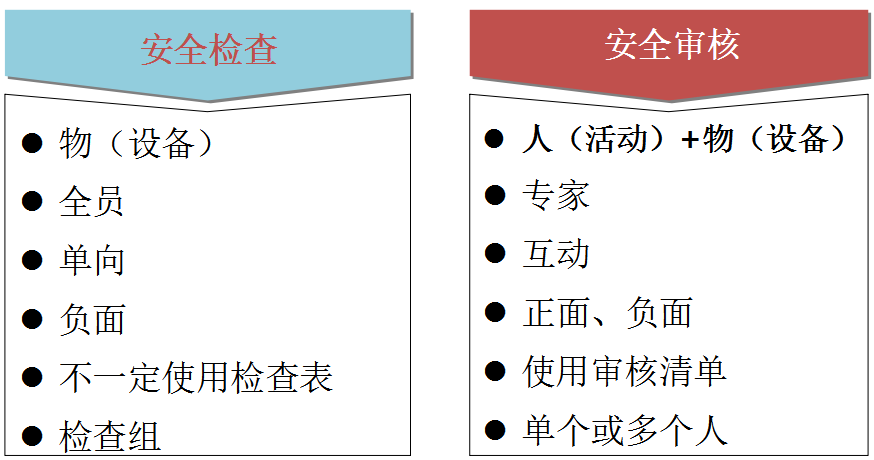 安全检查
● 物（设备）
● 全员
● 单向
● 负面
● 不一定使用检查表
● 检查组
安全审核
● 人（活动）+物（设备）
● 专家
● 互动
● 正面、负面
● 使用审核清单
● 单个或多个人